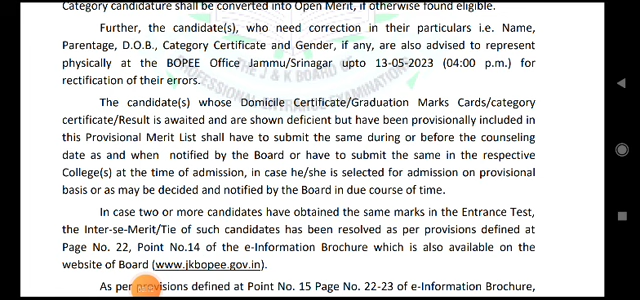 Category candidature shall be converted into Open Merit, if otherwise found eligible.
Further, the candidate(s), who need correction in their particulars i.e. Name,
Parentage, D.O.B., Category Certificate and Gender, if any, are also advised to represent
physically at the BOPEE Office Jammu/Srinagar upto 13-05-2023 (04:00 p.m.) for
rectification of their errors.
The candidate(s) whose Domicile Certificate/Graduation Marks Cards/category
certificate/Result is awaited and are shown deficient but have been provisionally included in
this Provisional Merit List shall have to submit the same during or before the counseling
date as and when notified by the Board or have to submit the same in the respective
College(s) at the time of admission, in case he/she is selected for admission on provisional
basis or as may be decided and notified by the Board in due course of time.
In case two or more candidates have obtained the same marks in the Entrance Test,
the Inter-se-Merit/Tie of such candidates has been resolved as per provisions defined at
Page No. 22, Point No.14 of the e-Information Brochure which is also available on the
website of Board (www.jkbopee.gov.in).
As per provisions defined at Point No. 15 Page No. 22-23 of e-Information Brochure,